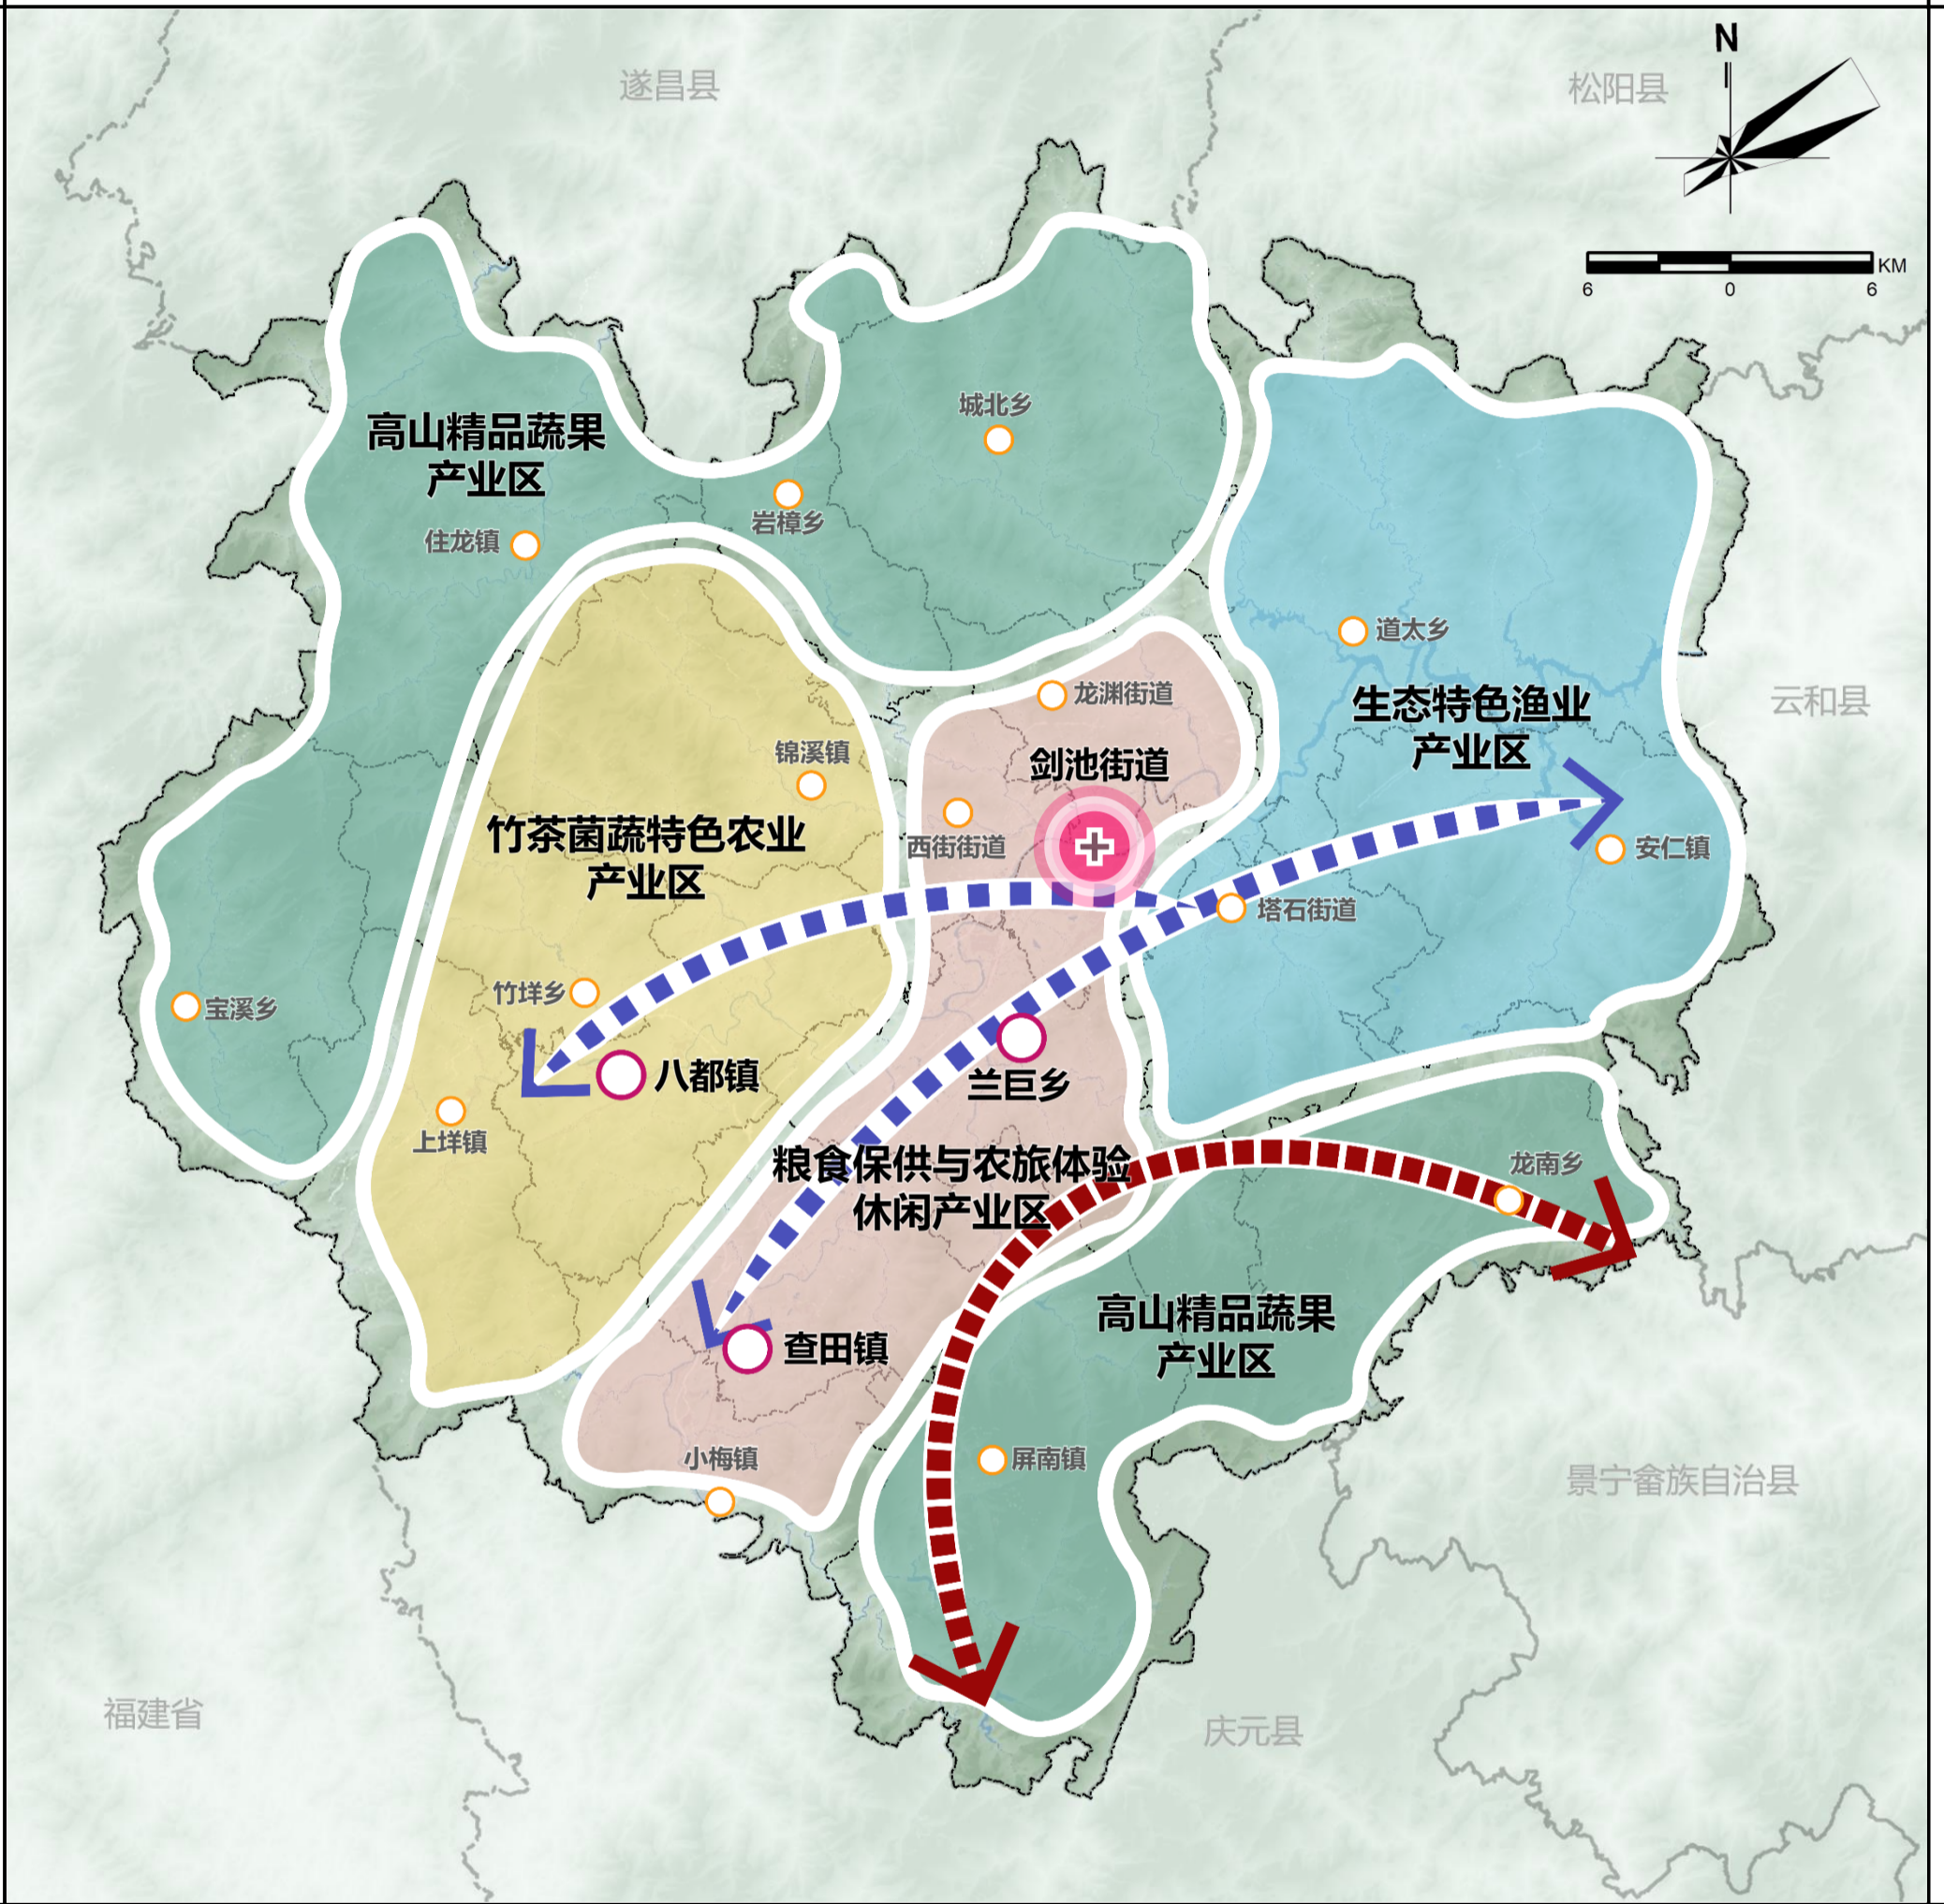 遂昌县
松阳县
N
KM
6 0 6
城北乡
高山精品蔬果
产业区
岩樟乡
住龙镇
道太乡
龙渊街道
云和县
生态特色渔业
产业区
锦溪镇
剑池街道
竹茶菌蔬特色农业
产业区
西街街道
安仁镇
塔石街道
竹垟乡
宝溪乡
八都镇
兰巨乡
上垟镇
粮食保供与农旅体验
休闲产业区
龙南乡
高山精品蔬果
产业区
查田镇
小梅镇
屏南镇
景宁畲族自治县
福建省
庆元县